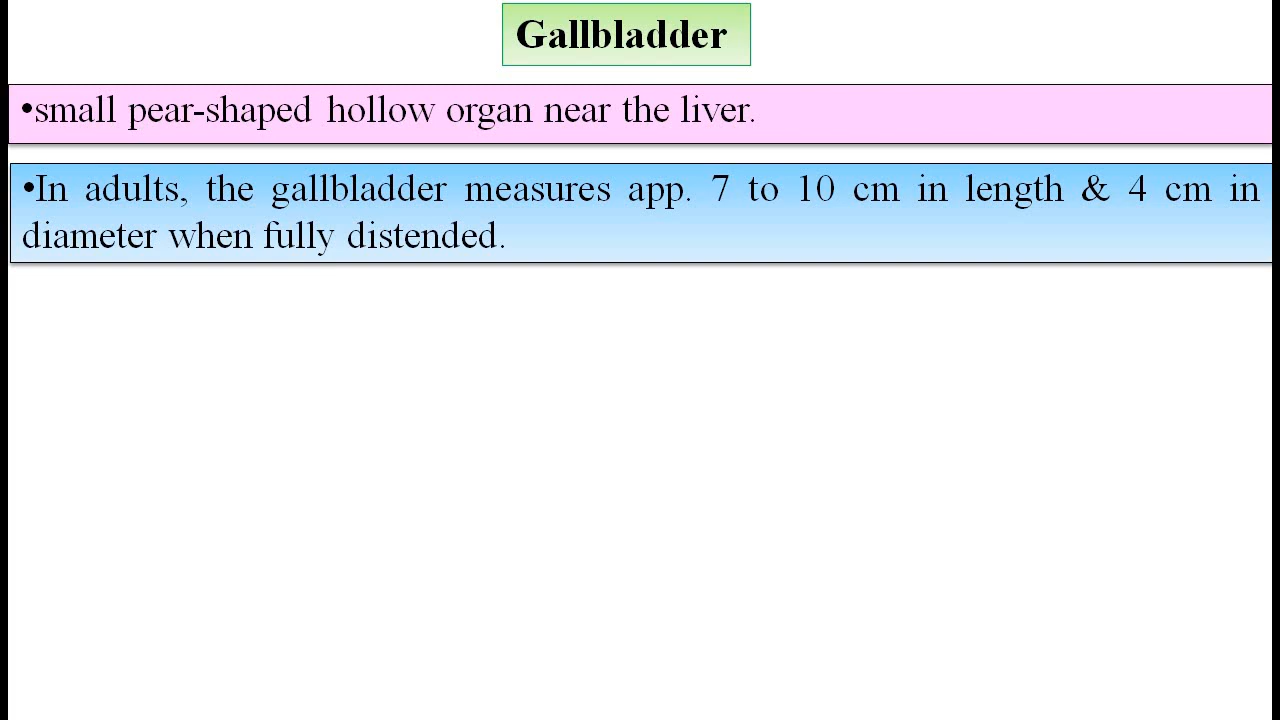 Gallbladder
•small pear-shaped hollow organ near the liver.
•In adults, the gallbladder measures app. 7 to 10 cm in length & 4 cm in
diameter when fully distended.